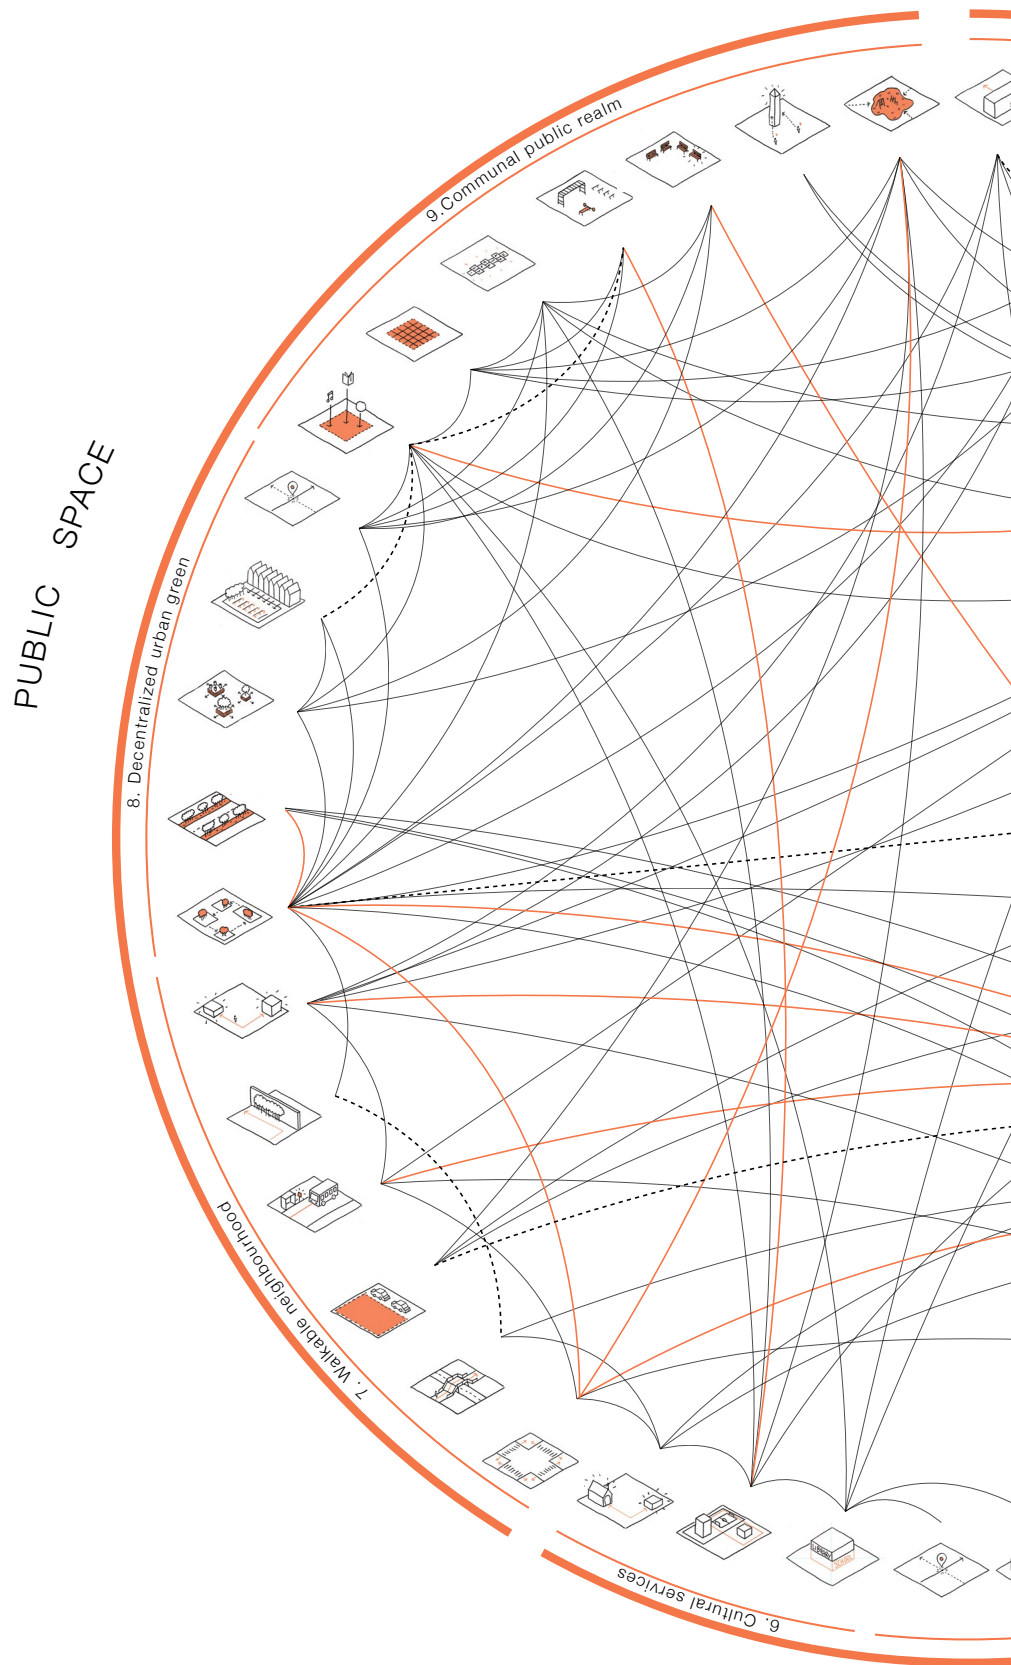 9.Communal public realm
PUBLIC SPACE
8. Decentralized urban green
7. Walkable neighbourhood
6. Cultural services